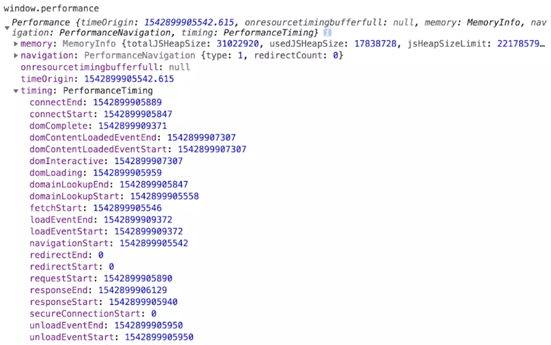 window.performance
Performance {timeOrigin: 1542899905542.615, onresourcetimingbufferfull: null, memory: MemoryInfo, na
vigation: PerformanceNavigation, timing: PerformanceTiming}
memory: MemoryInfo {totalJSHeapSize: 31022920, usedJSHeapSize: 17838728, jsHeapSizeLimit: 22178579…
navigation: PerformanceNavigation {type: 1, redirectCount: 0}
onresourcetimingbufferfull: null
timeOrigin: 1542899905542.615
timing: PerformanceTiming
connectEnd: 1542899905889
connectStart: 1542899905847
domComplete: 1542899909371
domContentLoadedEventEnd: 1542899907307
domContentLoadedEventStart: 1542899907307
domInteractive: 1542899907307
domLoading: 1542899905959
domainLookupEnd: 1542899905847
domainLookupStart: 1542899905558
fetchStart: 1542899905546
loadEventEnd: 1542899909372
loadEventStart: 1542899909372
navigationStart: 1542899905542
redirectEnd: 0
redirectStart: 0
requestStart: 1542899905890
responseEnd: 1542899906129
responseStart: 1542899905940
secureConnectionStart: 0
unloadEventEnd: 1542899905950
unloadEventStart: 1542899905950